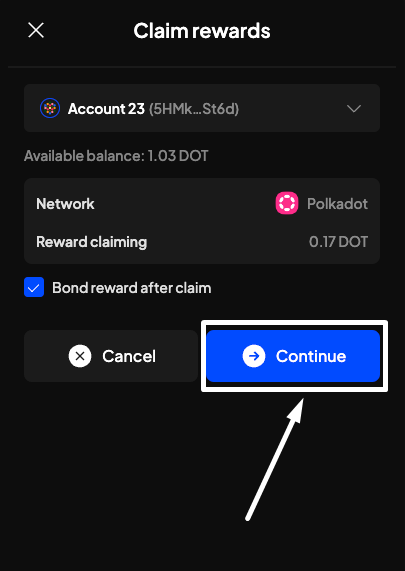 Claim rewards
Account 23 (5HMk...St6d)
Available balance: 1.03 DOT
Network Polkadot
Reward claiming 0.17 DOT
Bond reward after claim
Cancel Continue